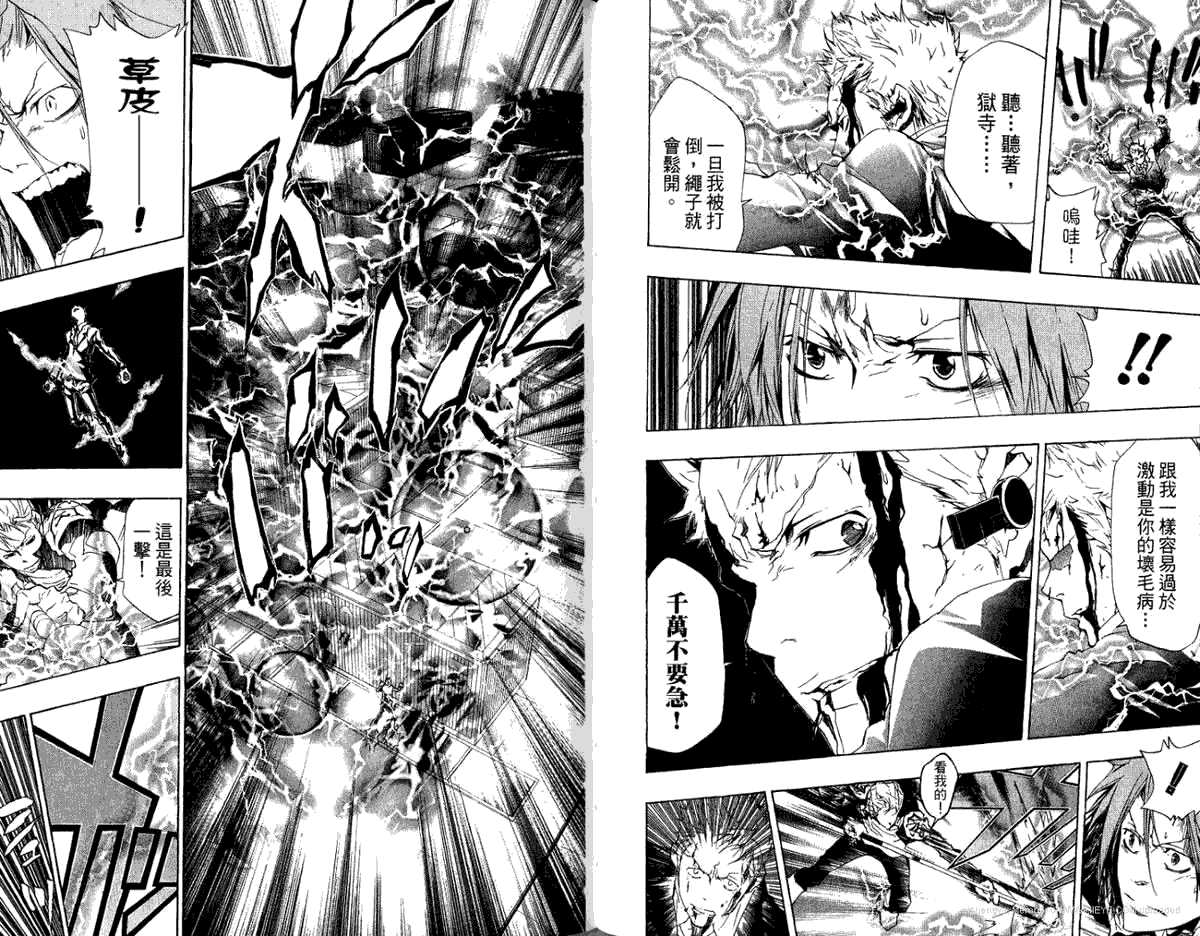 嗚哇！
聽…聽著，
獄寺……
一旦我被打
倒，繩子就
會鬆開。
!!
跟我一樣容易過於
激動是你的壞毛病…
千萬不要急！
!
看我的！
草皮——！
這是最後
一擊！